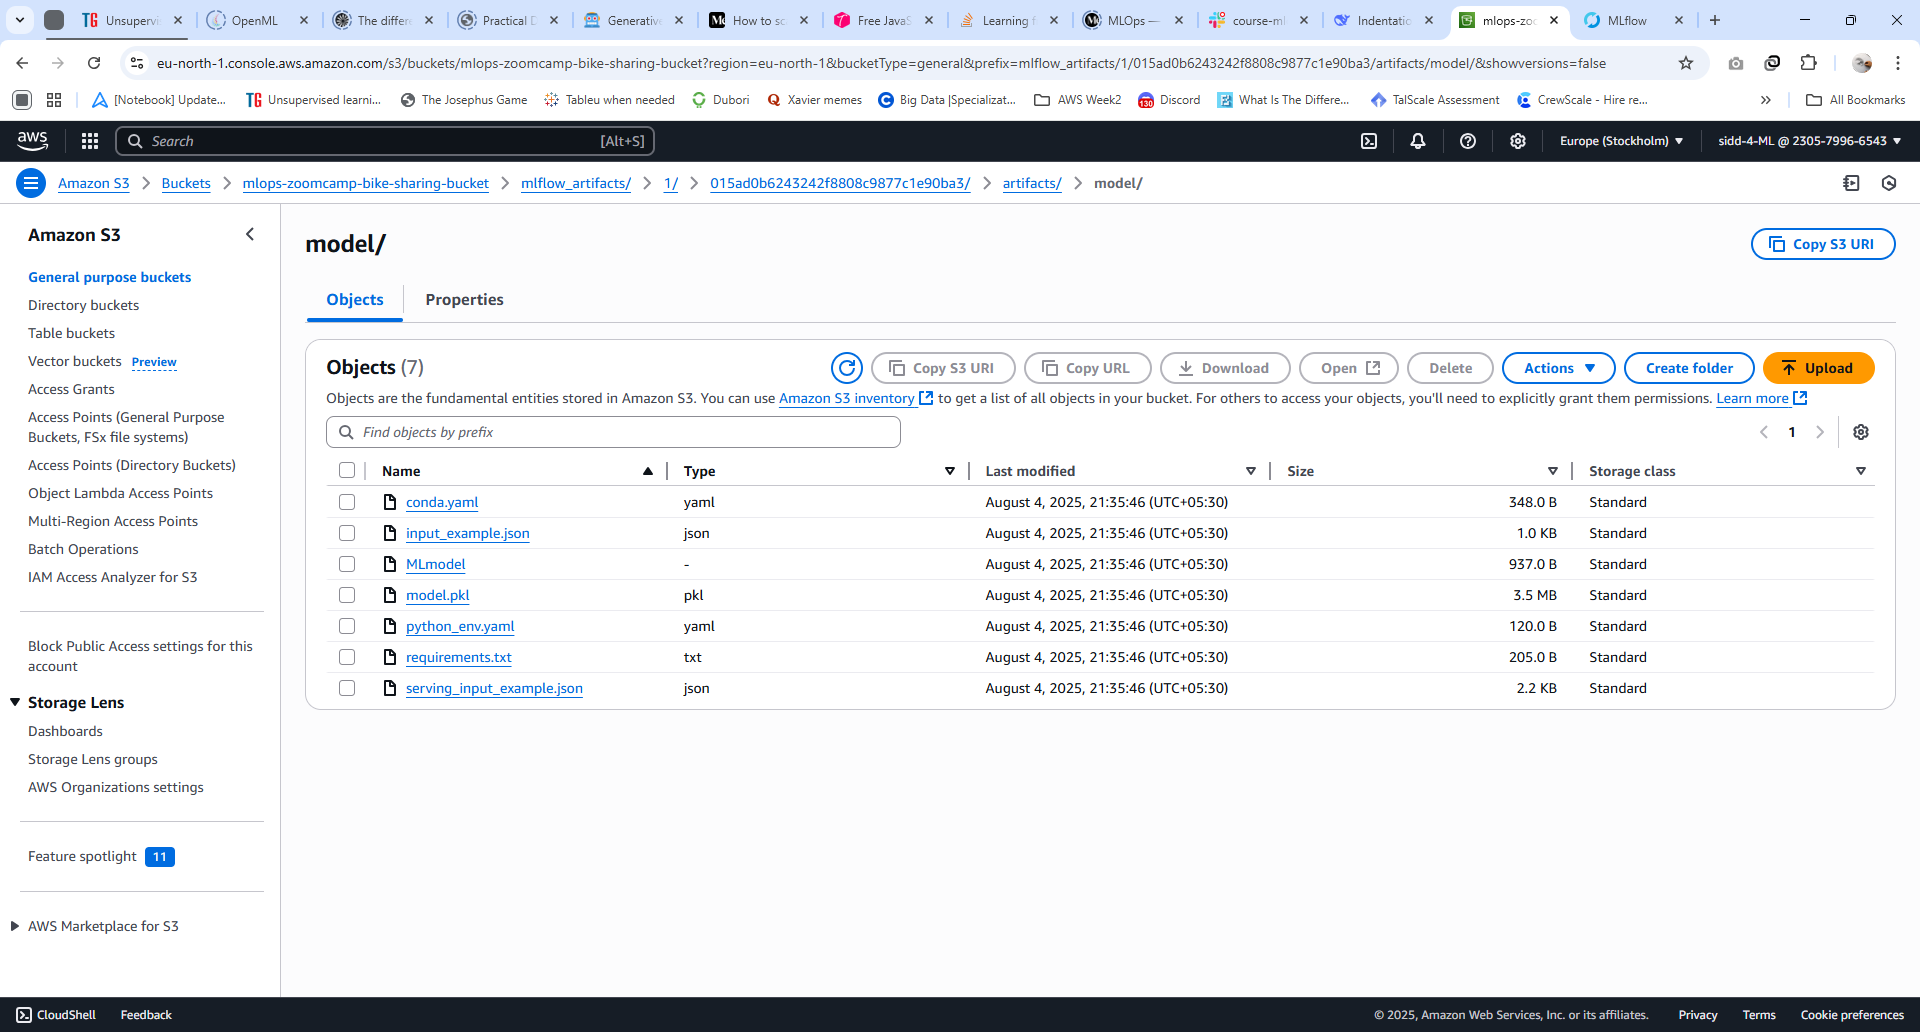 Unsupervi
OpenML
The differ
Practical D
Generative
How to sc
Free JavaS
Learning f
MLOps —
course-ml
Indentatio
mlops-zoo
MLflow
eu-north-1.console.aws.amazon.com/s3/buckets/mlops-zoomcamp-bike-sharing-bucket?region=eu-north-1&bucketType=general&prefix=mlflow_artifacts/1/015ad0b6243242f8808c9877c1e90ba3/artifacts/model/&showversions=false
[Notebook] Update...
Unsupervised learni...
The Josephus Game
Tableu when needed
Dubori
Xavier memes
Big Data |Specializat...
AWS Week2
130
Discord
What Is The Differe...
TalScale Assessment
CrewScale - Hire re...
All Bookmarks
aws
Search [Alt+S]
Europe (Stockholm)
sidd-4-ML @ 2305-7996-6543
Amazon S3 > Buckets > mlops-zoomcamp-bike-sharing-bucket > mlflow_artifacts/ > 1/ > 015ad0b6243242f8808c9877c1e90ba3/ > artifacts/ > model/
Amazon S3
General purpose buckets
Directory buckets
Table buckets
Vector buckets Preview
Access Grants
Access Points (General Purpose
Buckets, FSx file systems)
Access Points (Directory Buckets)
Object Lambda Access Points
Multi-Region Access Points
Batch Operations
IAM Access Analyzer for S3
Block Public Access settings for this
account
Storage Lens
Dashboards
Storage Lens groups
AWS Organizations settings
Feature spotlight 11
AWS Marketplace for S3
model/
Copy S3 URI
Objects
Properties
Objects (7)
Copy S3 URI
Copy URL
Download
Open
Delete
Actions
Create folder
Upload
Objects are the fundamental entities stored in Amazon S3. You can use Amazon S3 inventory to get a list of all objects in your bucket. For others to access your objects, you'll need to explicitly grant them permissions. Learn more
Find objects by prefix
1
Name Type Last modified Size Storage class
conda.yaml yaml August 4, 2025, 21:35:46 (UTC+05:30) 348.0 B Standard
input_example.json json August 4, 2025, 21:35:46 (UTC+05:30) 1.0 KB Standard
MLmodel - August 4, 2025, 21:35:46 (UTC+05:30) 937.0 B Standard
model.pkl pkl August 4, 2025, 21:35:46 (UTC+05:30) 3.5 MB Standard
python_env.yaml yaml August 4, 2025, 21:35:46 (UTC+05:30) 120.0 B Standard
requirements.txt txt August 4, 2025, 21:35:46 (UTC+05:30) 205.0 B Standard
serving_input_example.json json August 4, 2025, 21:35:46 (UTC+05:30) 2.2 KB Standard
CloudShell
Feedback
© 2025, Amazon Web Services, Inc. or its affiliates.
Privacy
Terms
Cookie preferences